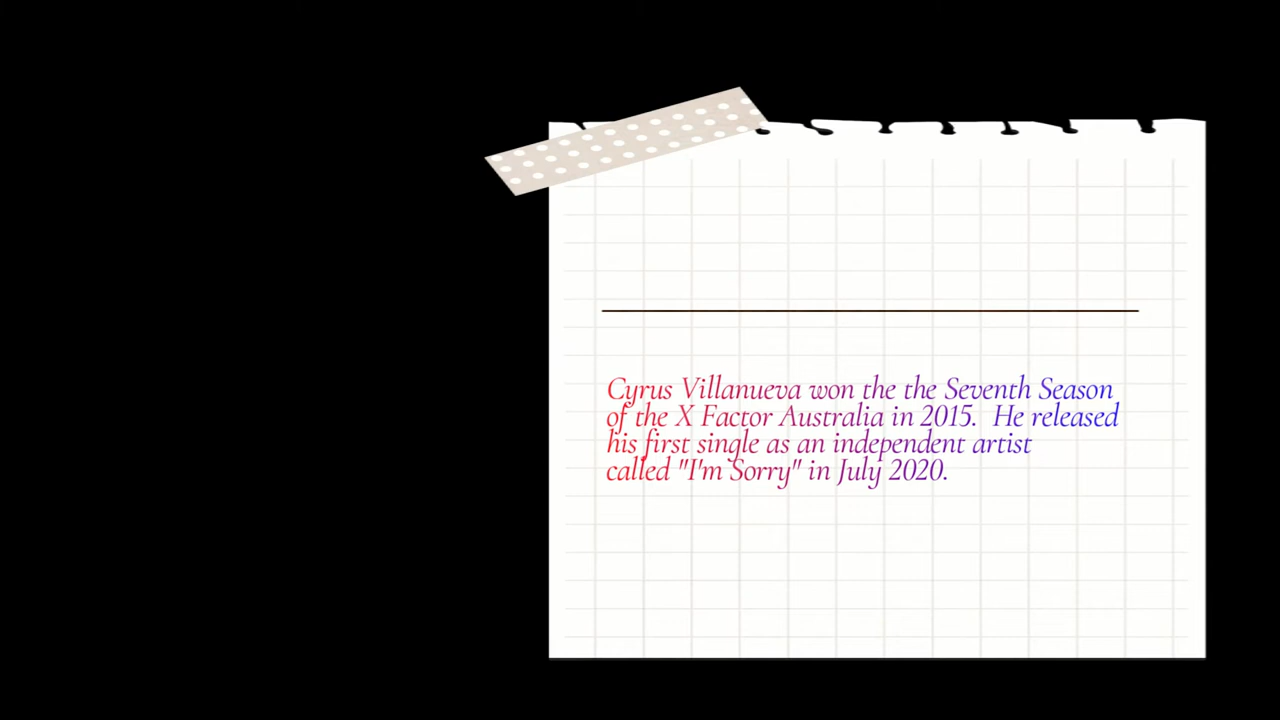 Cyrus Villanueva won the the Seventh Season
of the X Factor Australia in 2015.  He released
his first single as an independent artist
called "I'm Sorry" in July 2020.